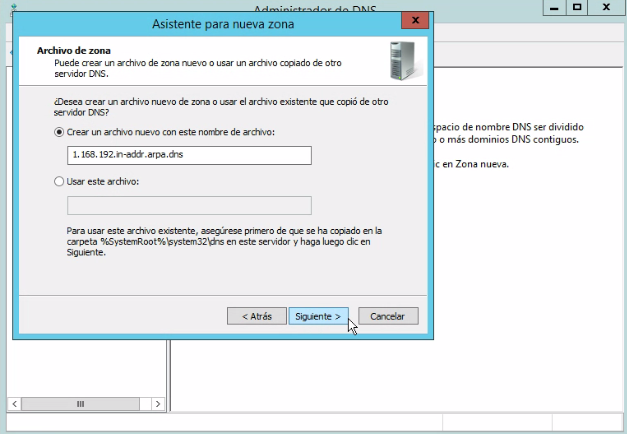 Administrador de DNS
Asistente para nueva zona
x
x
Archivo de zona
Puede crear un archivo de zona nuevo o usar un archivo copiado de otro
servidor DNS.
¿Desea crear un archivo nuevo de zona o usar el archivo existente que copió de otro
servidor DNS?
Crear un archivo nuevo con este nombre de archivo:
1.168.192.in-addr.arpa.dns
Usar este archivo:
Para usar este archivo existente, asegúrese primero de que se ha copiado en la
carpeta %SystemRoot%\system32\dns en este servidor y haga luego clic en
Siguiente.
< Atrás
Siguiente >
Cancelar
spacio de nombre DNS ser dividido
o más dominios DNS contiguos.
ic en Zona nueva.